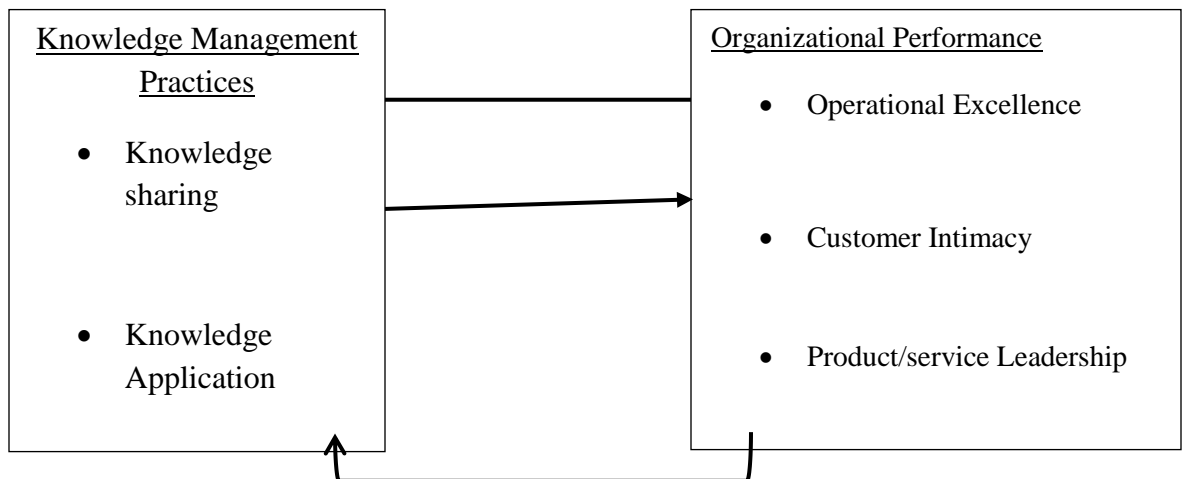 Knowledge Management
Practices
• Knowledge
sharing
• Knowledge
Application
Organizational Performance
• Operational Excellence
• Customer Intimacy
• Product/service Leadership